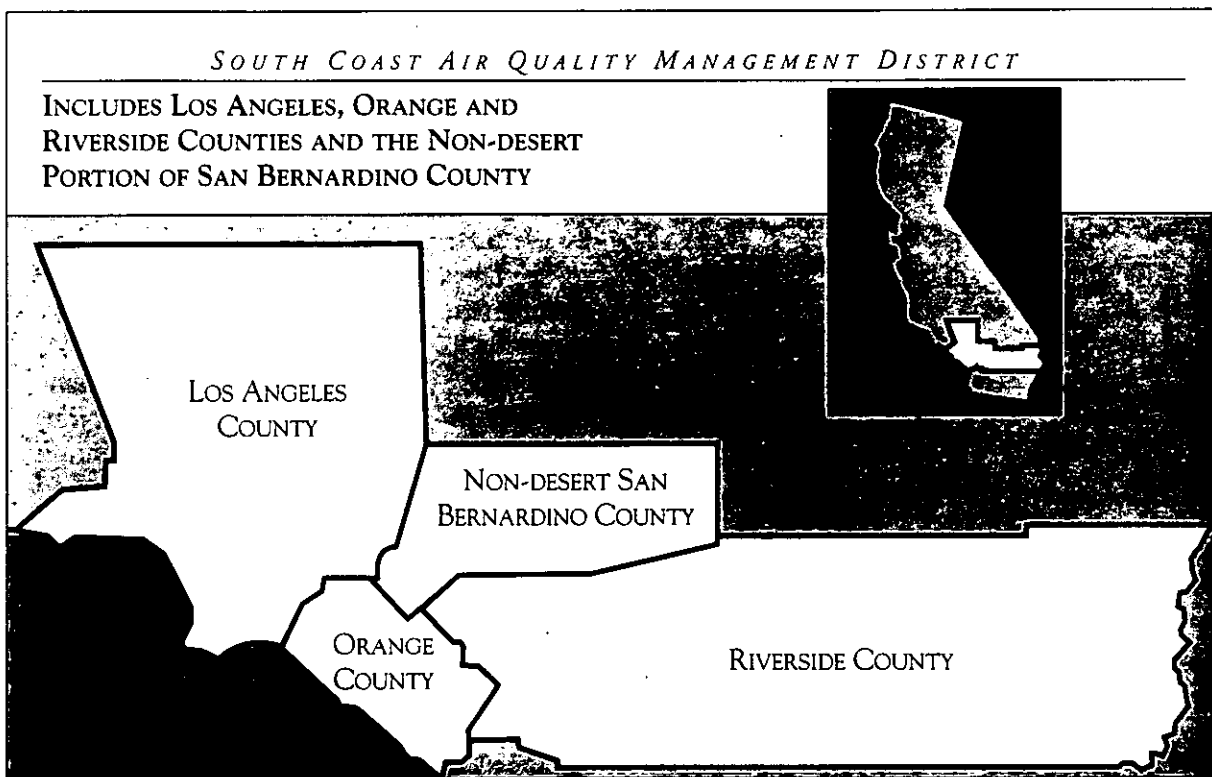 SOUTH COAST AIR QUALITY MANAGEMENT DISTRICT
INCLUDES LOS ANGELES, ORANGE AND
RIVERSIDE COUNTIES AND THE NON-DESERT
PORTION OF SAN BERNARDINO COUNTY
LOS ANGELES
COUNTY
NON-DESERT SAN
BERNARDINO COUNTY
ORANGE
COUNTY
RIVERSIDE COUNTY